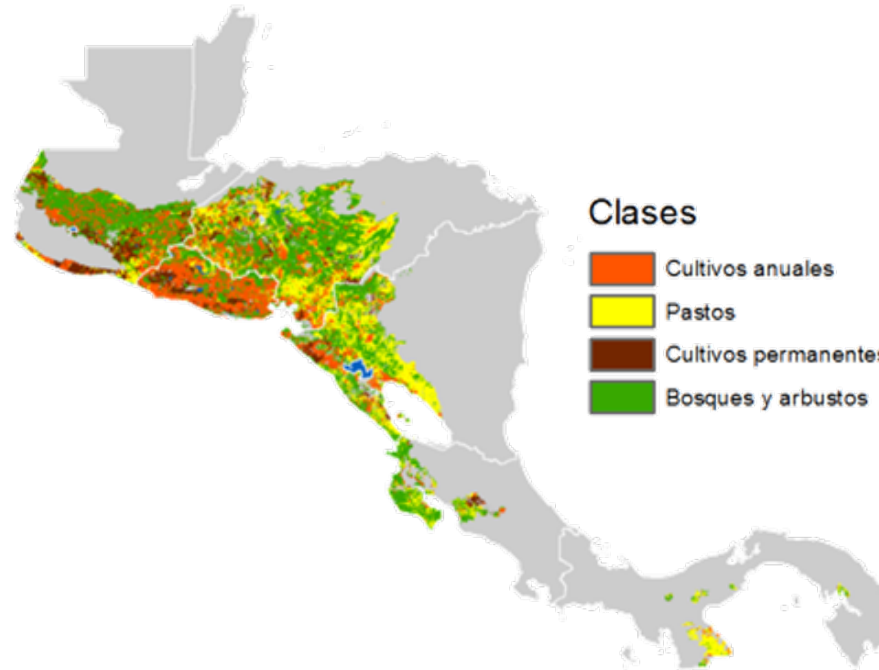 Clases
Cultivos anuales
Pastos
Cultivos permanentes
Bosques y arbustos